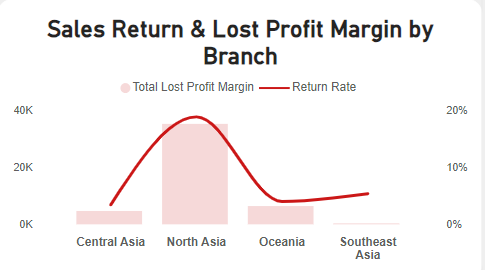 Sales Return & Lost Profit Margin by
Branch
Total Lost Profit Margin Return Rate
40K 20%
20K 10%
0K 0%
Central Asia North Asia Oceania Southeast
Asia